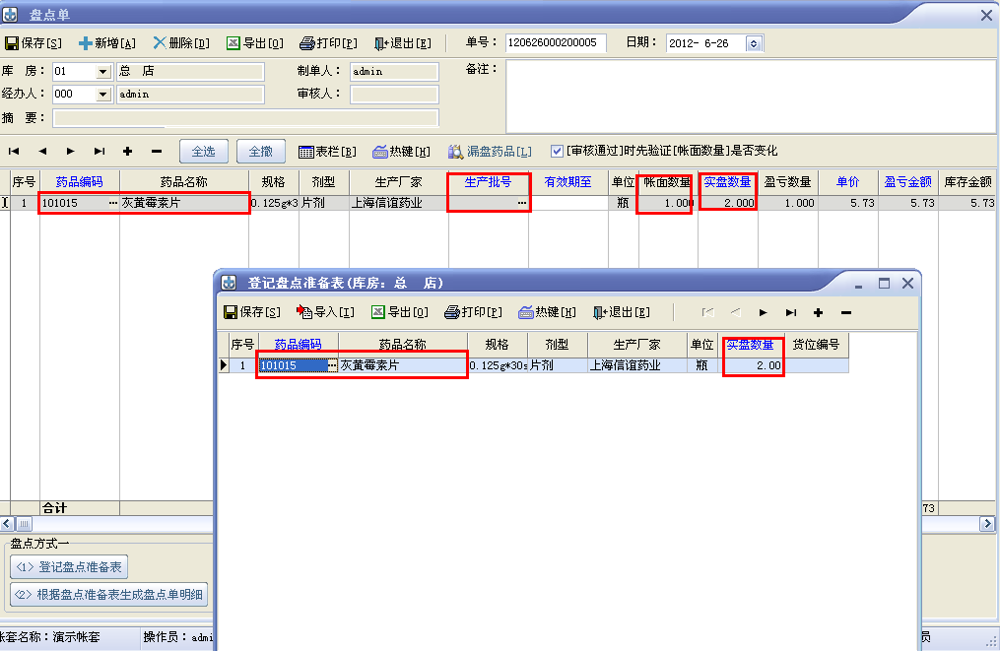 盘点单
保存[S] 新增[A] 删除[D] 导出[O] 打印[P] 退出[E] 单号： 120626000200005 日期： 2012- 6-26
库 房： 01 总 店 制单人： admin 备注：
经办人： 000 admin 审核人：
摘 要：
全选 全撤 表栏[B] 热键[H] 漏盘药品[L] [审核通过]时先验证[帐面数量]是否变化
序号 药品编码 药品名称 规格 剂型 生产厂家 生产批号 有效期至 单位 帐面数量 实盘数量 盈亏数量 单价 盈亏金额 库存金额
1 101015 ··· 灰黄霉素片 0.125g*3 片剂 上海信谊药业 ··· 瓶 1.000 2.000 1.000 5.73 5.73 5.73
登记盘点准备表(库房：总 店)
保存[S] 导入[I] 导出[O] 打印[P] 热键[H] 退出[E]
序号 药品编码 药品名称 规格 剂型 生产厂家 单位 实盘数量 货位编号
1 101015 ··· 灰黄霉素片 0.125g*30s 片剂 上海信谊药业 瓶 2.00
合计 73
盘点方式一
<1> 登记盘点准备表
<2> 根据盘点准备表生成盘点单明细
帐套名称：演示帐套 操作员：admi 员